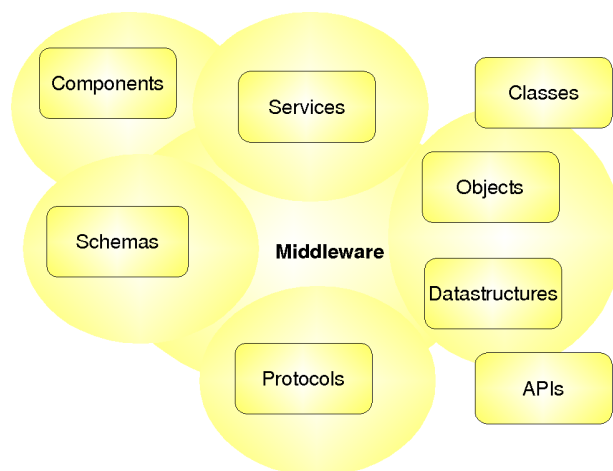 Components
Services
Classes
Objects
Schemas
Middleware
Datastructures
Protocols
APIs